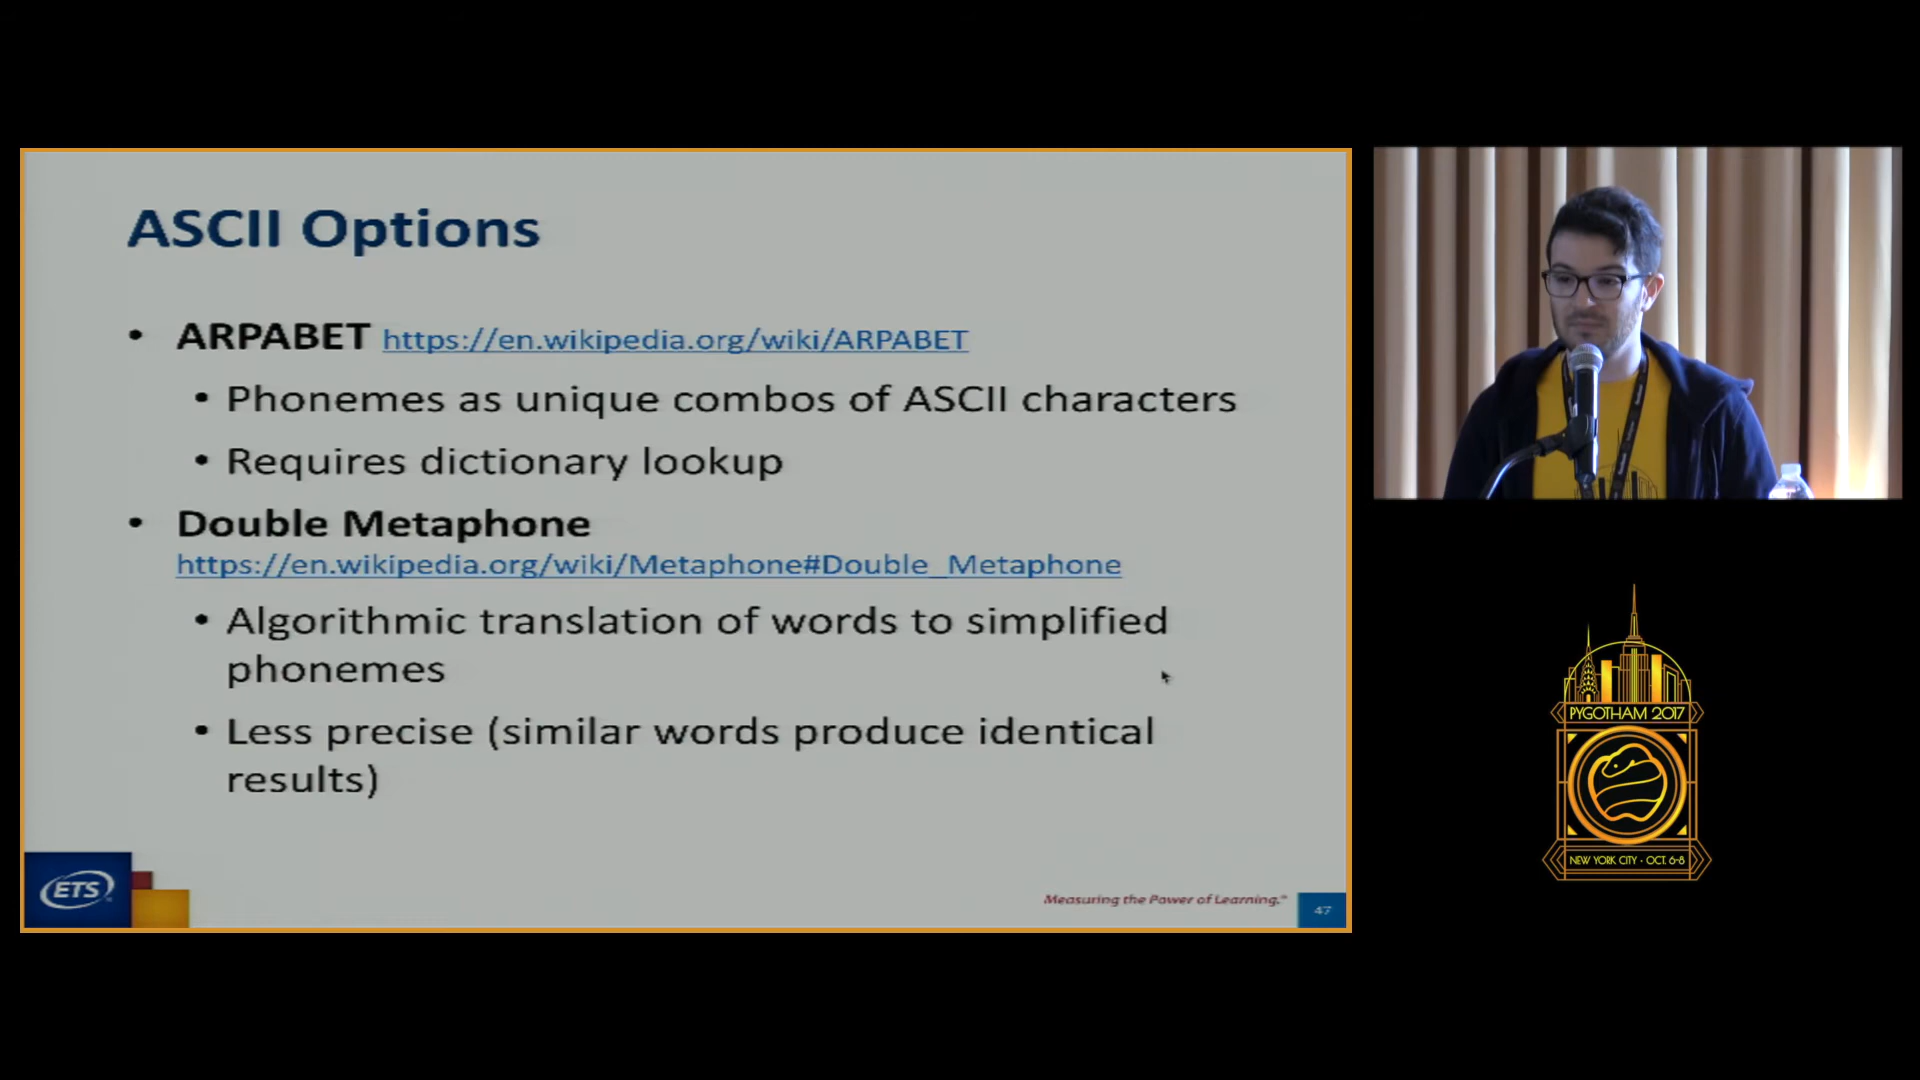 ASCII Options
• ARPABET https://en.wikipedia.org/wiki/ARPABET
• Phonemes as unique combos of ASCII characters
• Requires dictionary lookup
• Double Metaphone
https://en.wikipedia.org/wiki/Metaphone#Double_Metaphone
• Algorithmic translation of words to simplified
phonemes
• Less precise (similar words produce identical
results)
ETS
Measuring the Power of Learning.™
47
PYGOTHAM 2017
NEW YORK CITY • OCT. 6-8